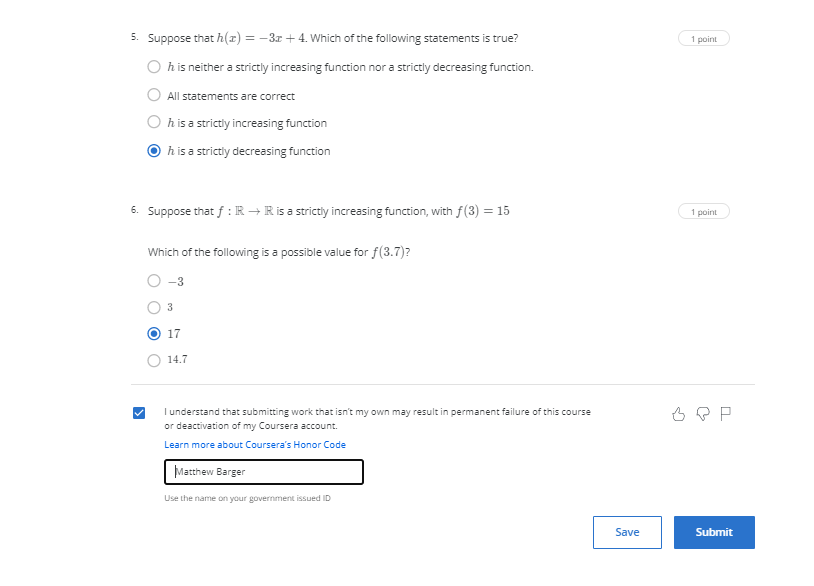 5. Suppose that h(x) = −3x + 4. Which of the following statements is true?
1 point
h is neither a strictly increasing function nor a strictly decreasing function.
All statements are correct
h is a strictly increasing function
h is a strictly decreasing function
6. Suppose that f : ℝ → ℝ is a strictly increasing function, with f(3) = 15
1 point
Which of the following is a possible value for f(3.7)?
−3
3
17
14.7
I understand that submitting work that isn't my own may result in permanent failure of this course
or deactivation of my Coursera account.
Learn more about Coursera's Honor Code
Matthew Barger
Use the name on your government issued ID
Save
Submit